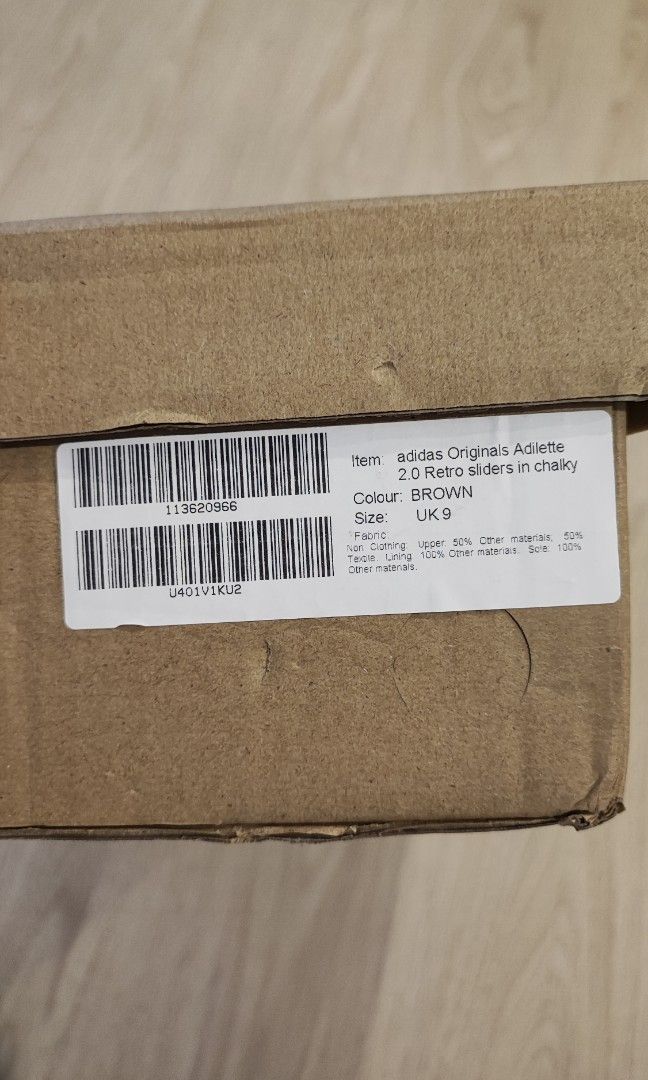 113620966
U401V1KU2
Item: adidas Originals Adilette
2.0 Retro sliders in chalky
Colour: BROWN
Size: UK 9
Fabric
Non Clothing: Upper: 50% Other materials, 50%
Textile. Lining: 100% Other materials. Sole: 100%
Other materials.